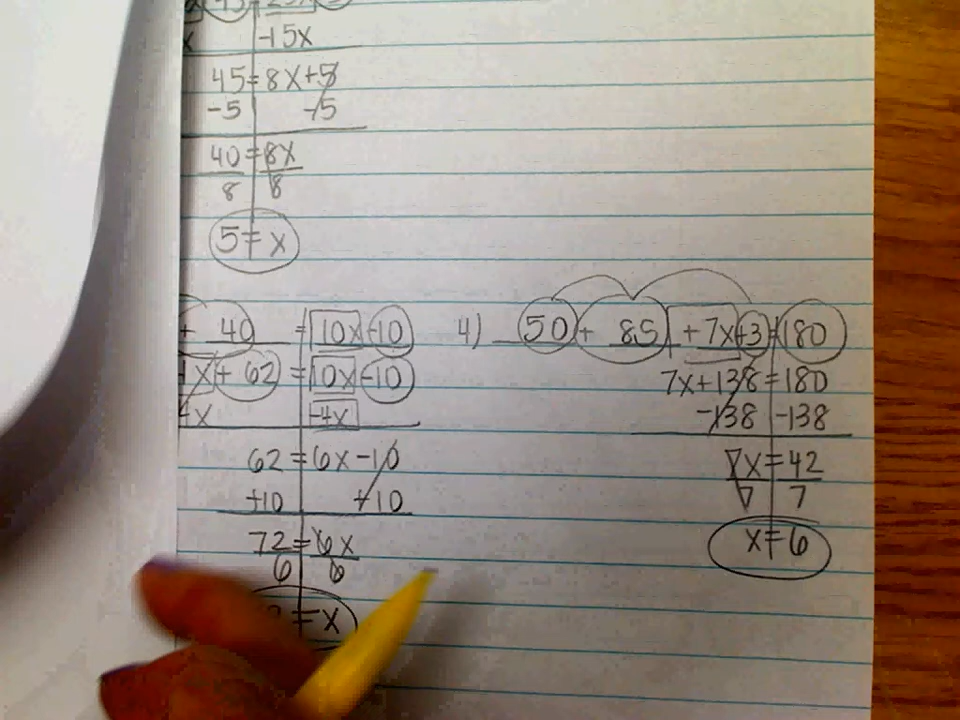 -15x
45 = 8x + 5
-5 -5
40 = 8x
8 8
5 = x
+ 40 = 10x - 10
x + 62 = 10x - 10
4x -4x
62 = 6x - 10
+10 +10
72 = 6x
6 6
= x
4) 50 + 85 + 7x + 3 = 180
7x + 138 = 180
-138 -138
7x = 42
7 7
x = 6